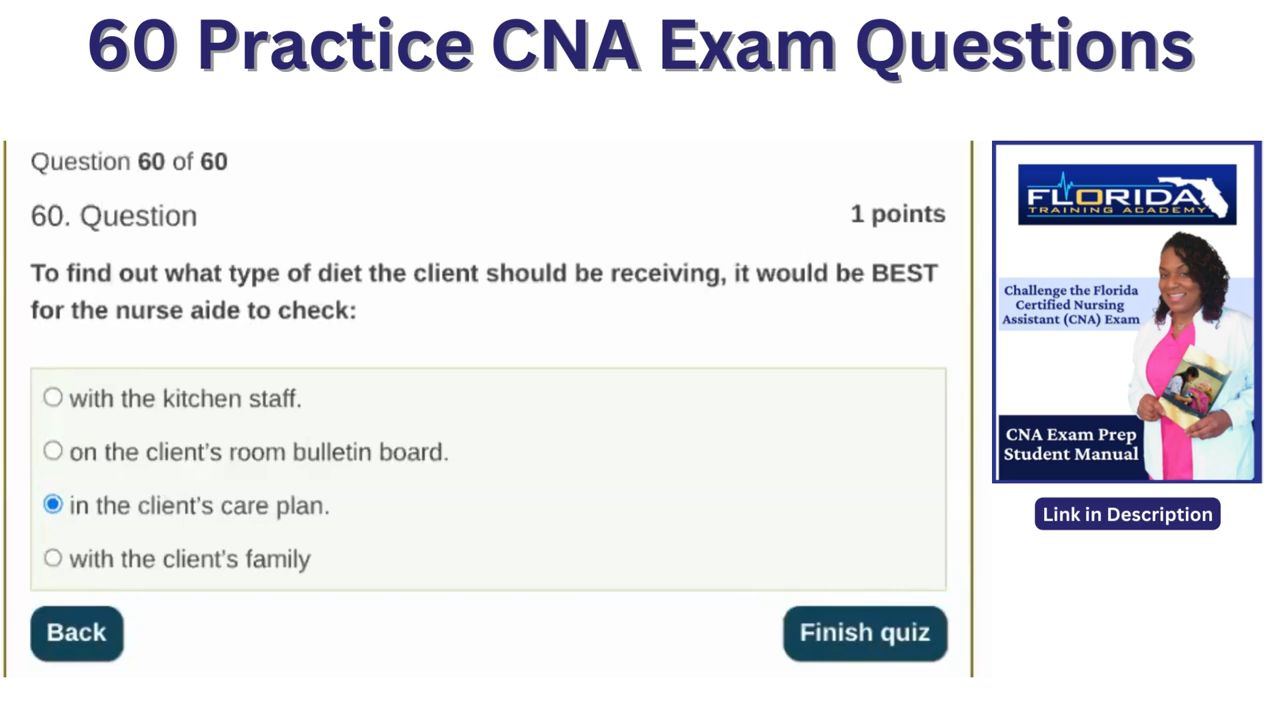 60 Practice CNA Exam Questions
Question 60 of 60
60. Question
1 points
To find out what type of diet the client should be receiving, it would be BEST
for the nurse aide to check:
with the kitchen staff.
on the client's room bulletin board.
in the client's care plan.
with the client's family
Back
Finish quiz
FLORIDA
TRAINING ACADEMY
Challenge the Florida
Certified Nursing
Assistant (CNA) Exam
CNA Exam Prep
Student Manual
Link in Description